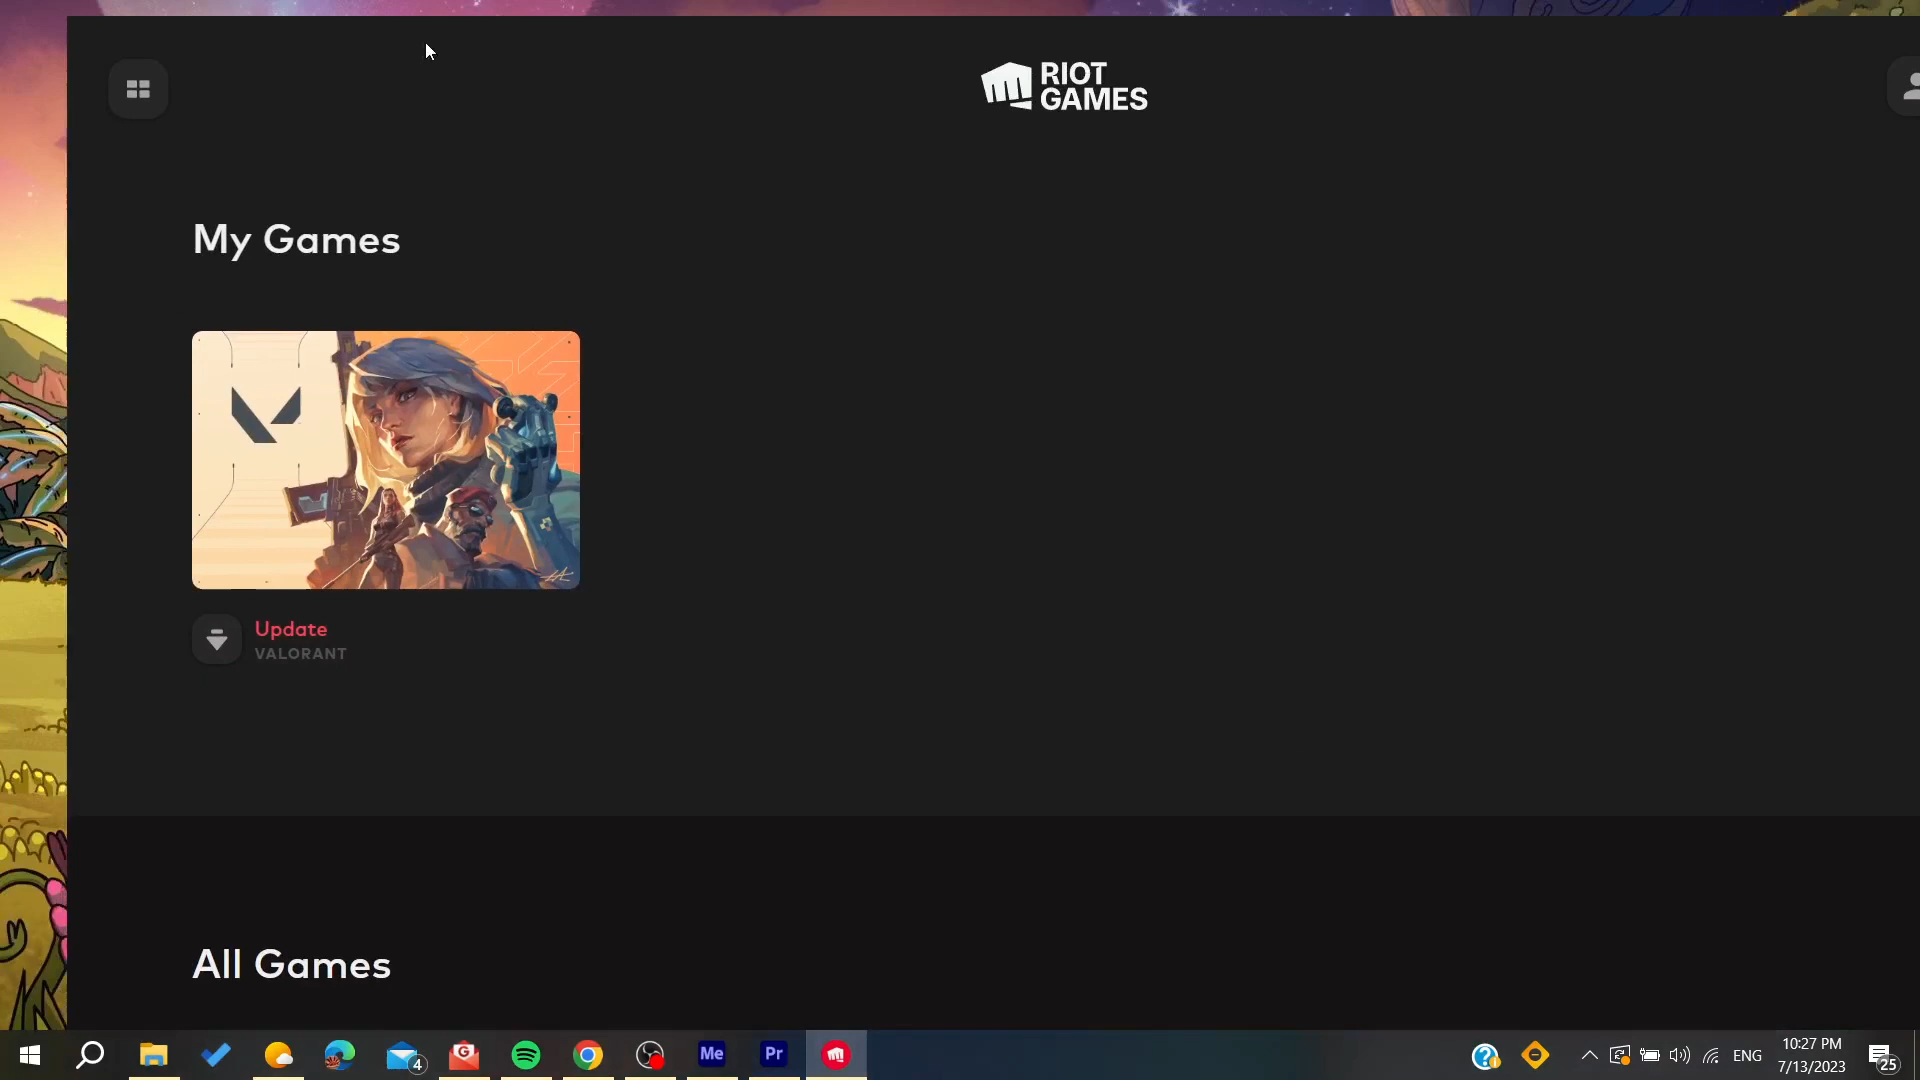 RIOT
GAMES
My Games
Update
VALORANT
All Games
4
G
Me
Pr
ENG
10:27 PM
7/13/2023
25